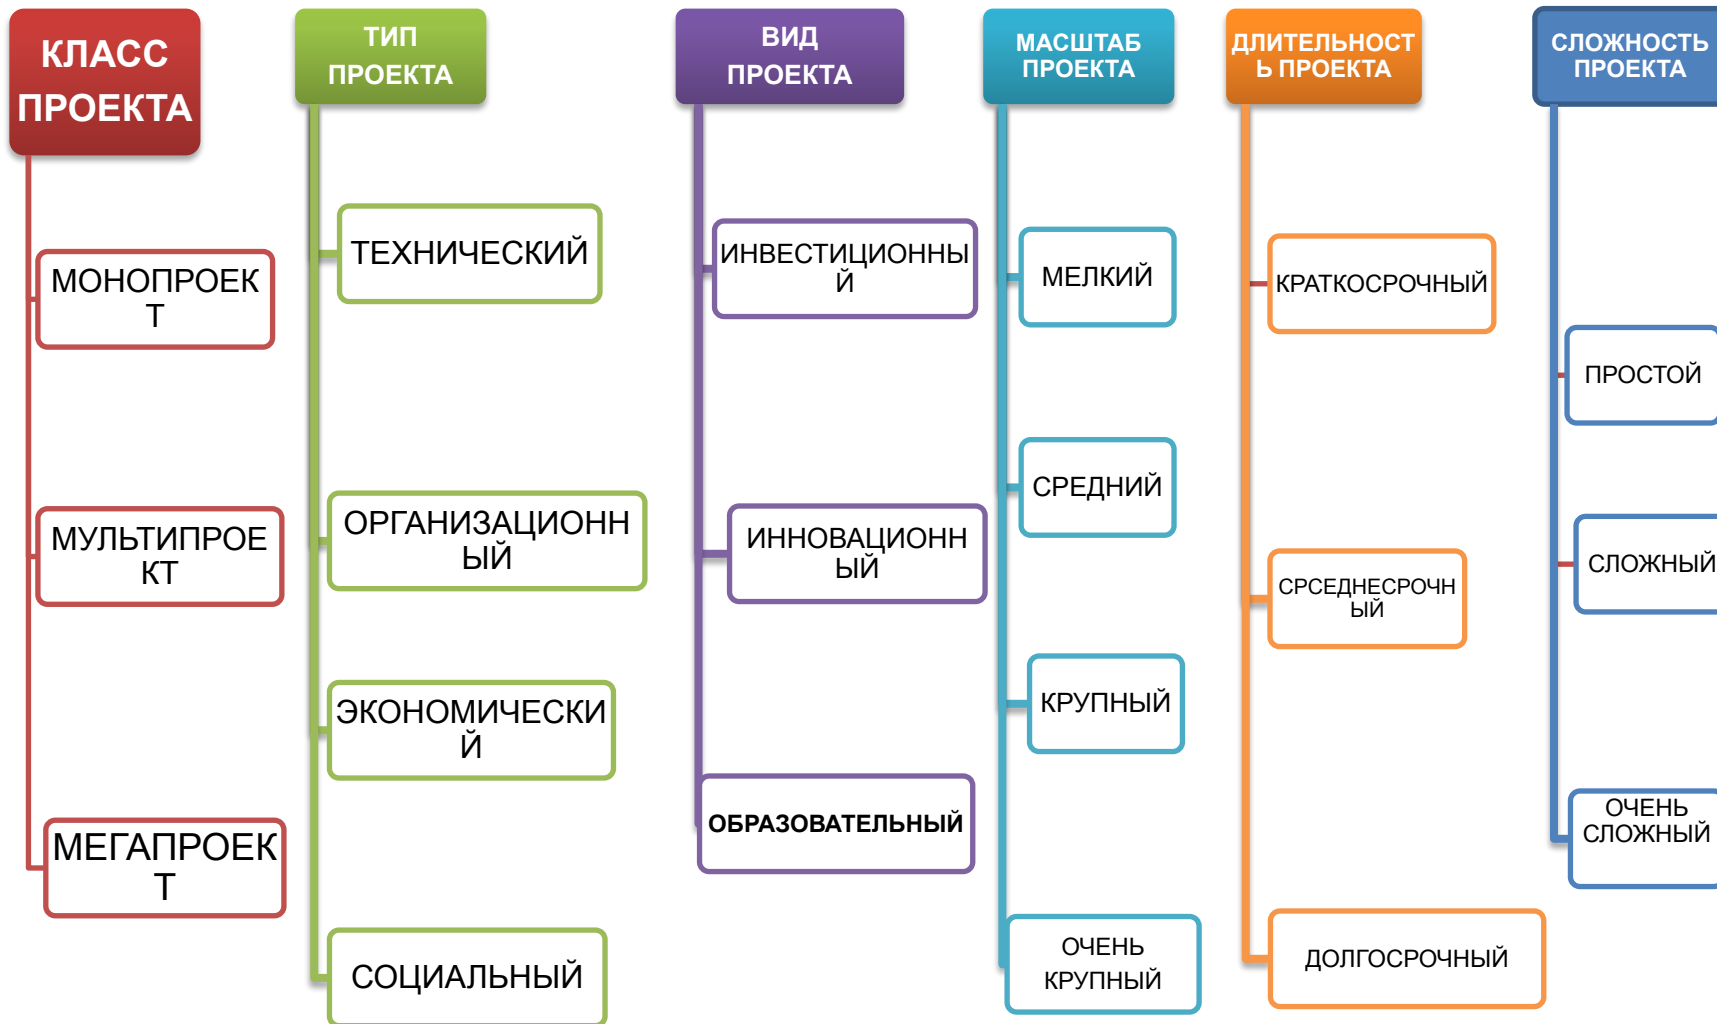 КЛАСС
ПРОЕКТА
МОНОПРОЕК
Т
МУЛЬТИПРОЕ
КТ
МЕГАПРОЕК
Т
ТИП
ПРОЕКТА
ТЕХНИЧЕСКИЙ
ОРГАНИЗАЦИОНН
ЫЙ
ЭКОНОМИЧЕСКИ
Й
СОЦИАЛЬНЫЙ
ВИД
ПРОЕКТА
ИНВЕСТИЦИОННЫ
Й
ИННОВАЦИОНН
ЫЙ
ОБРАЗОВАТЕЛЬНЫЙ
МАСШТАБ
ПРОЕКТА
МЕЛКИЙ
СРЕДНИЙ
КРУПНЫЙ
ОЧЕНЬ
КРУПНЫЙ
ДЛИТЕЛЬНОСТ
Ь ПРОЕКТА
КРАТКОСРОЧНЫЙ
СРСЕДНЕСРОЧН
ЫЙ
ДОЛГОСРОЧНЫЙ
СЛОЖНОСТЬ
ПРОЕКТА
ПРОСТОЙ
СЛОЖНЫЙ
ОЧЕНЬ
СЛОЖНЫЙ